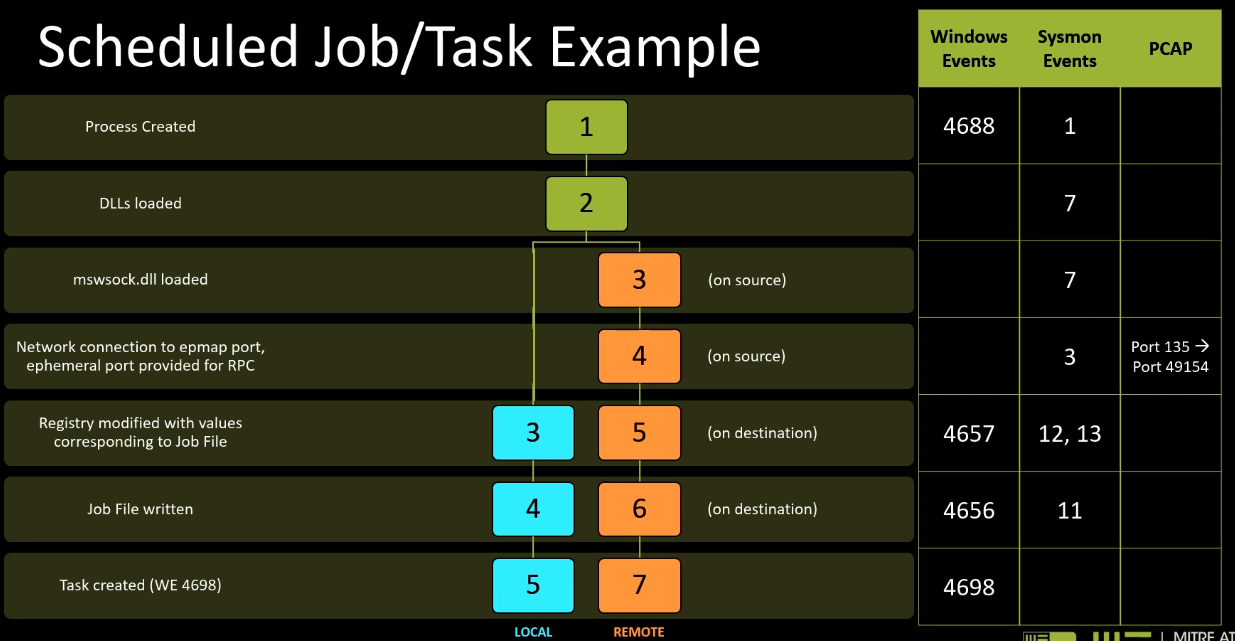 Scheduled Job/Task Example
Windows Events
Sysmon Events
PCAP
Process Created
1
4688
1
DLLs loaded
2
7
mswsock.dll loaded
3
(on source)
7
Network connection to epmap port,
ephemeral port provided for RPC
4
(on source)
3
Port 135 →
Port 49154
Registry modified with values
corresponding to Job File
3
5
(on destination)
4657
12, 13
Job File written
4
6
(on destination)
4656
11
Task created (WE 4698)
5
7
4698
LOCAL
REMOTE
| MITRE AT